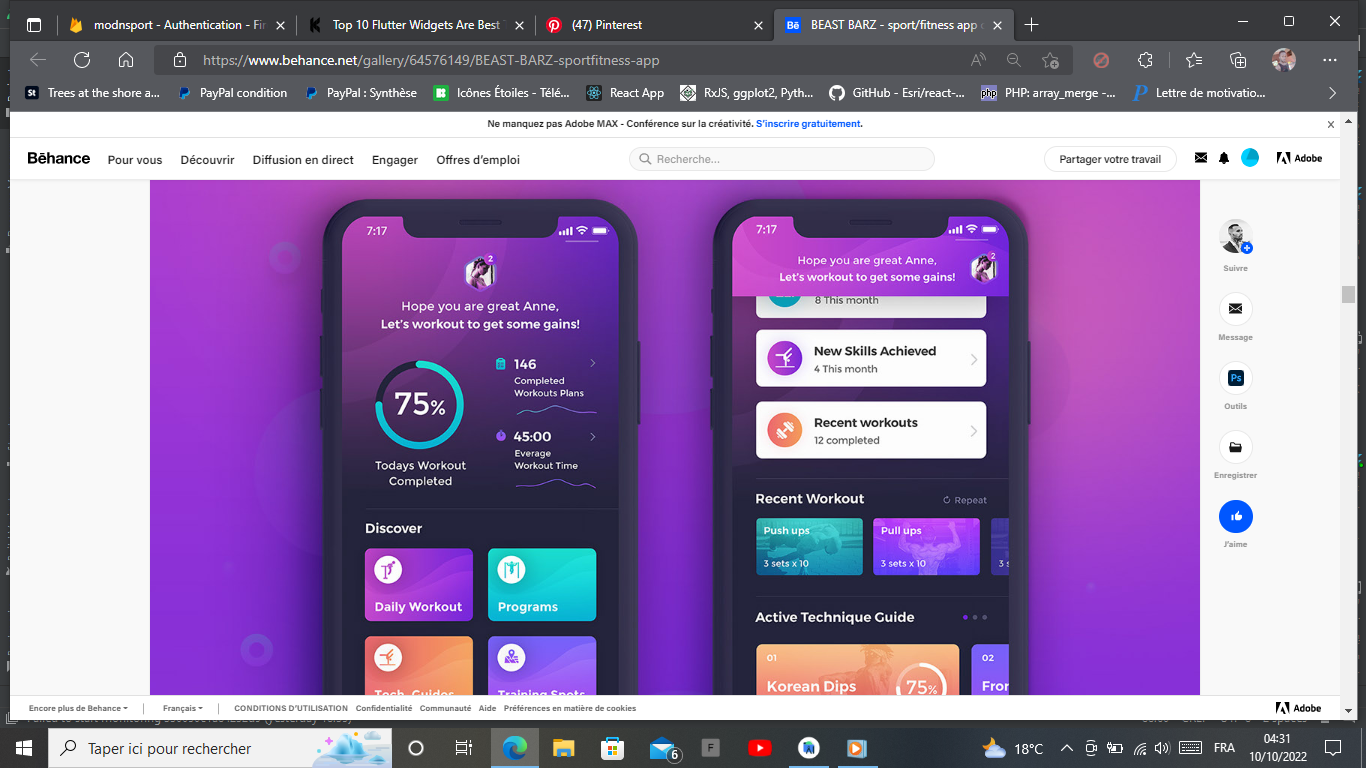 modnsport - Authentication - Fir
Top 10 Flutter Widgets Are Best
(47) Pinterest
Bē
BEAST BARZ - sport/fitness app
https://www.behance.net/gallery/64576149/BEAST-BARZ-sportfitness-app
St
Trees at the shore a...
PayPal condition
PayPal : Synthèse
Icônes Étoiles - Télé...
React App
RxJS, ggplot2, Pyth...
GitHub - Esri/react-...
php
PHP: array_merge -...
Lettre de motivatio...
Ne manquez pas Adobe MAX - Conférence sur la créativité. S'inscrire gratuitement.
Bēhance
Pour vous
Découvrir
Diffusion en direct
Engager
Offres d'emploi
Recherche...
Partager votre travail
Adobe
7:17
2
Hope you are great Anne,
Let's workout to get some gains!
75%
Todays Workout
Completed
146
Completed
Workouts Plans
45:00
Everage
Workout Time
Discover
Daily Workout
Programs
Tech. Guides
Training Spots
7:17
Hope you are great Anne,
Let's workout to get some gains!
2
8 This month
New Skills Achieved
4 This month
Recent workouts
12 completed
Recent Workout
Repeat
Push ups
3 sets x 10
Pull ups
3 sets x 10
3 s
Active Technique Guide
01
Korean Dips
75%
02
Fror
Suivre
Message
Ps
Outils
Enregistrer
J'aime
Encore plus de Behance
Français
CONDITIONS D'UTILISATION
Confidentialité
Communauté
Aide
Préférences en matière de cookies
Adobe
Taper ici pour rechercher
6
F
18°C
FRA
04:31
10/10/2022